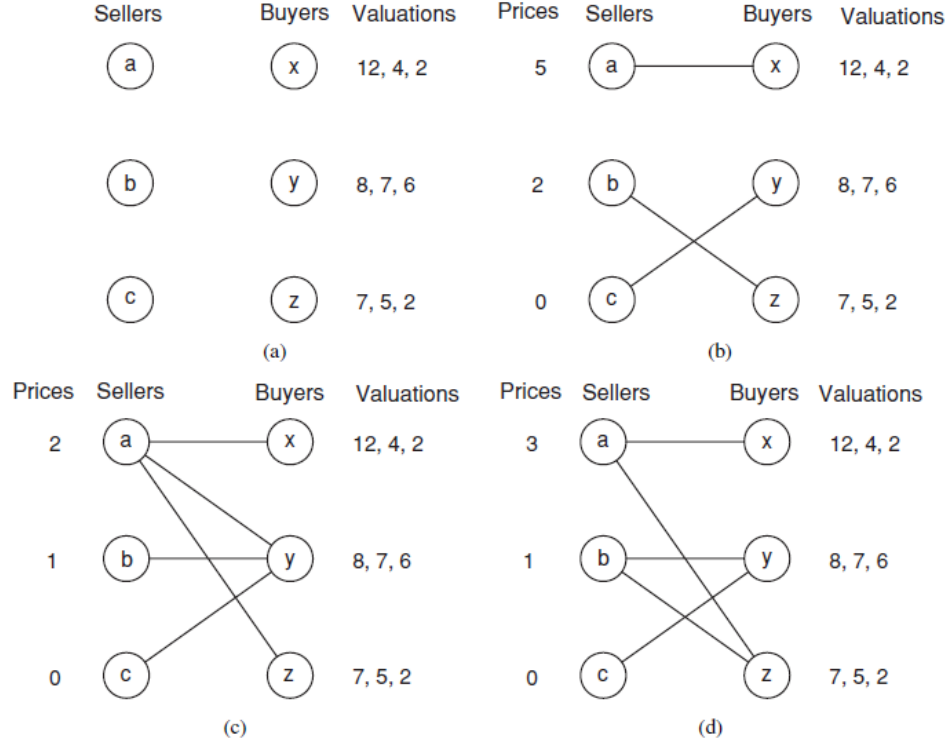 Sellers Buyers Valuations
a x 12, 4, 2
b y 8, 7, 6
c z 7, 5, 2
(a)
Prices Sellers Buyers Valuations
5 a x 12, 4, 2
2 b y 8, 7, 6
0 c z 7, 5, 2
(b)
Prices Sellers Buyers Valuations
2 a x 12, 4, 2
1 b y 8, 7, 6
0 c z 7, 5, 2
(c)
Prices Sellers Buyers Valuations
3 a x 12, 4, 2
1 b y 8, 7, 6
0 c z 7, 5, 2
(d)